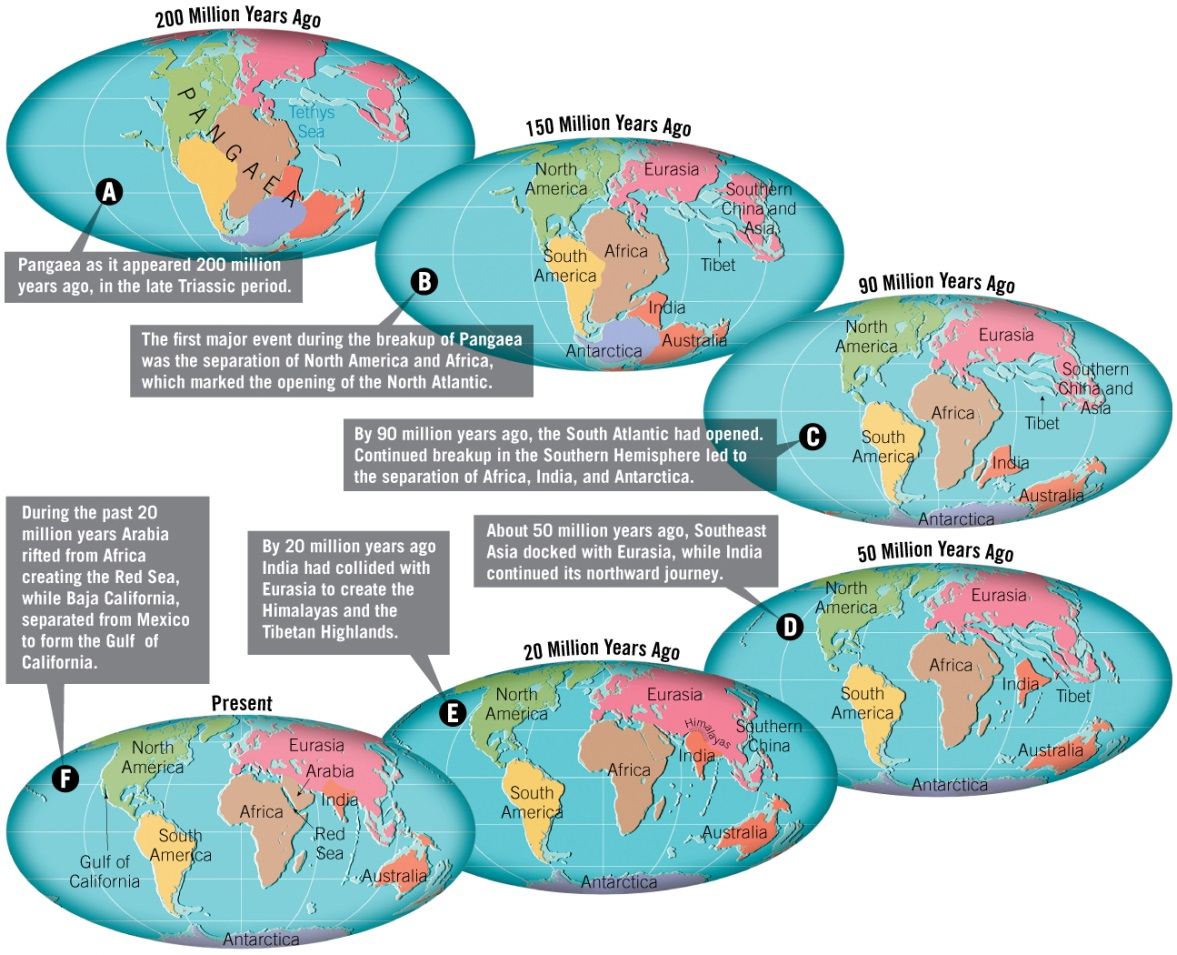 200 Million Years Ago
PANGAEA
Tethys
Sea
A
Pangaea as it appeared 200 million
years ago, in the late Triassic period.
150 Million Years Ago
North
America
Eurasia
Southern
China and
Asia
Tibet
Africa
South
America
India
Australia
Antarctica
B
The first major event during the breakup of Pangaea
was the separation of North America and Africa,
which marked the opening of the North Atlantic.
90 Million Years Ago
North
America
Eurasia
Southern
China and
Asia
Tibet
Africa
South
America
India
Australia
Antarctica
C
By 90 million years ago, the South Atlantic had opened.
Continued breakup in the Southern Hemisphere led to
the separation of Africa, India, and Antarctica.
50 Million Years Ago
North
America
Eurasia
Africa
India
Tibet
South
America
Australia
Antarctica
D
About 50 million years ago, Southeast
Asia docked with Eurasia, while India
continued its northward journey.
20 Million Years Ago
North
America
Eurasia
Himalayas
Southern
China
India
Africa
South
America
Australia
Antarctica
E
By 20 million years ago
India had collided with
Eurasia to create the
Himalayas and the
Tibetan Highlands.
Present
North
America
Eurasia
Arabia
India
Africa
Red
Sea
South
America
Gulf of
California
Australia
Antarctica
F
During the past 20
million years Arabia
rifted from Africa
creating the Red Sea,
while Baja California,
separated from Mexico
to form the Gulf of
California.